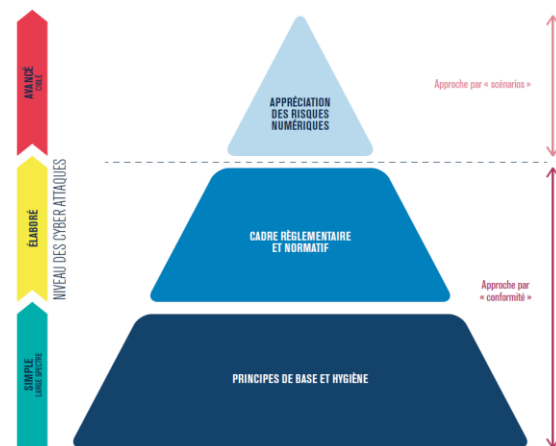 AVANCÉ
CIBLÉ
APPRÉCIATION
DES RISQUES
NUMÉRIQUES
Approche par « scénarios »
NIVEAU DES CYBER ATTAQUES
ÉLABORÉ
CADRE RÈGLEMENTAIRE
ET NORMATIF
Approche par
« conformité »
SIMPLE
LARGE SPECTRE
PRINCIPES DE BASE ET HYGIÈNE